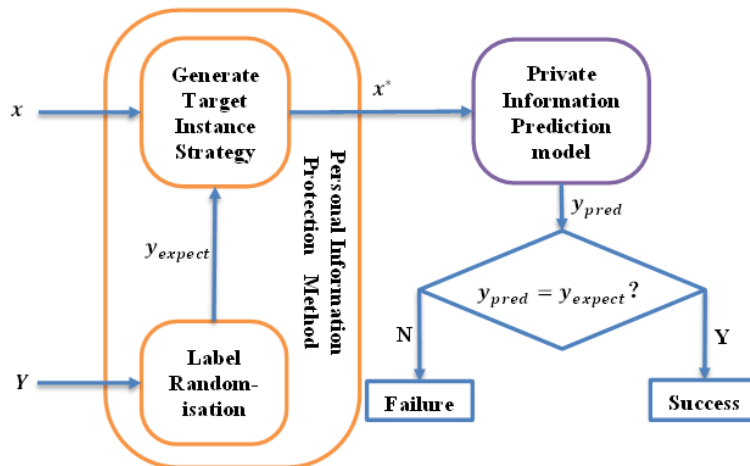 x
Generate
Target
Instance
Strategy
x*
Private
Information
Prediction
model
Personal Information
Protection Method
y_pred
y_expect
y_pred = y_expect?
N
Y
Y
Label
Random-
isation
Failure
Success